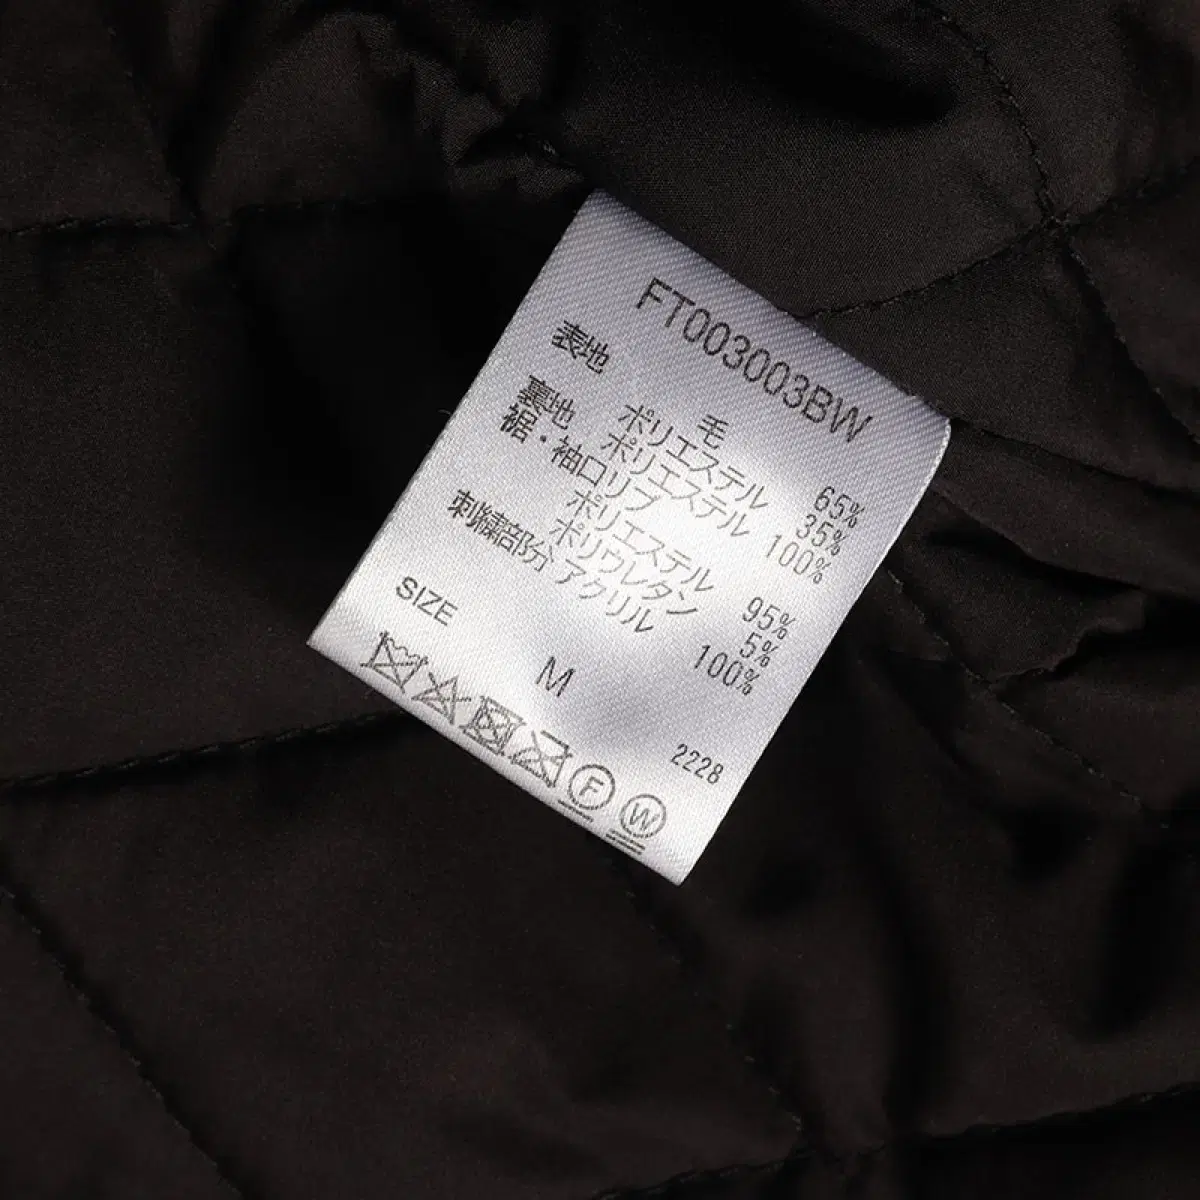 FT003003BW
表地
毛 65%
ポリエステル 35%
裏地 ポリエステル 100%
裾・袖口リブ
ポリエステル 95%
ポリウレタン 5%
刺繍部分 アクリル 100%
SIZE M
2228
F W